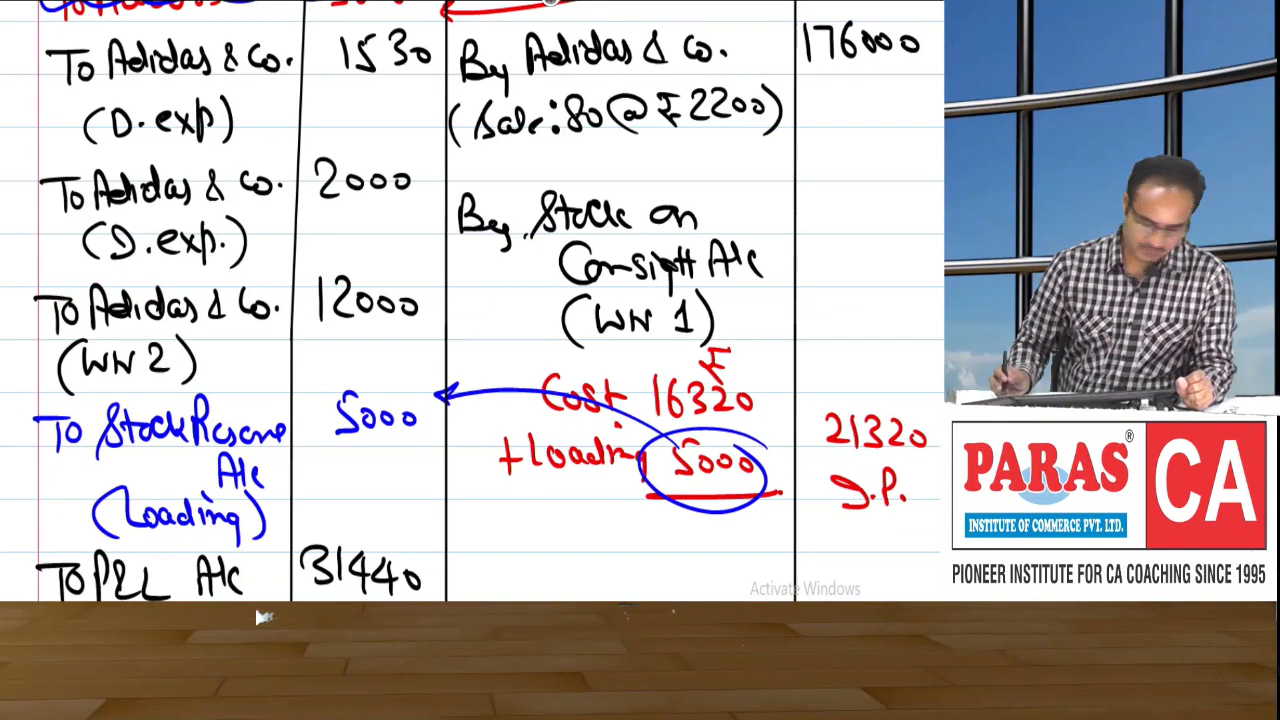 To Adidas & Co. 1530
(D. exp)
To Adidas & Co. 2000
(D. exp.)
To Adidas & Co. 12000
(WN 2)
To Stock Reserve 5000
A/c
(Loading)
To P&L A/c 31440
By Adidas & Co. 176000
(Sale: 80 @ ₹ 2200)
By Stock on
Consigtt A/c
(WN 1)
₹
Cost 16320
+ Loading 5000
21320
I.P.
Activate Windows
PARAS®
INSTITUTE OF COMMERCE PVT. LTD.
CA
PIONEER INSTITUTE FOR CA COACHING SINCE 1995